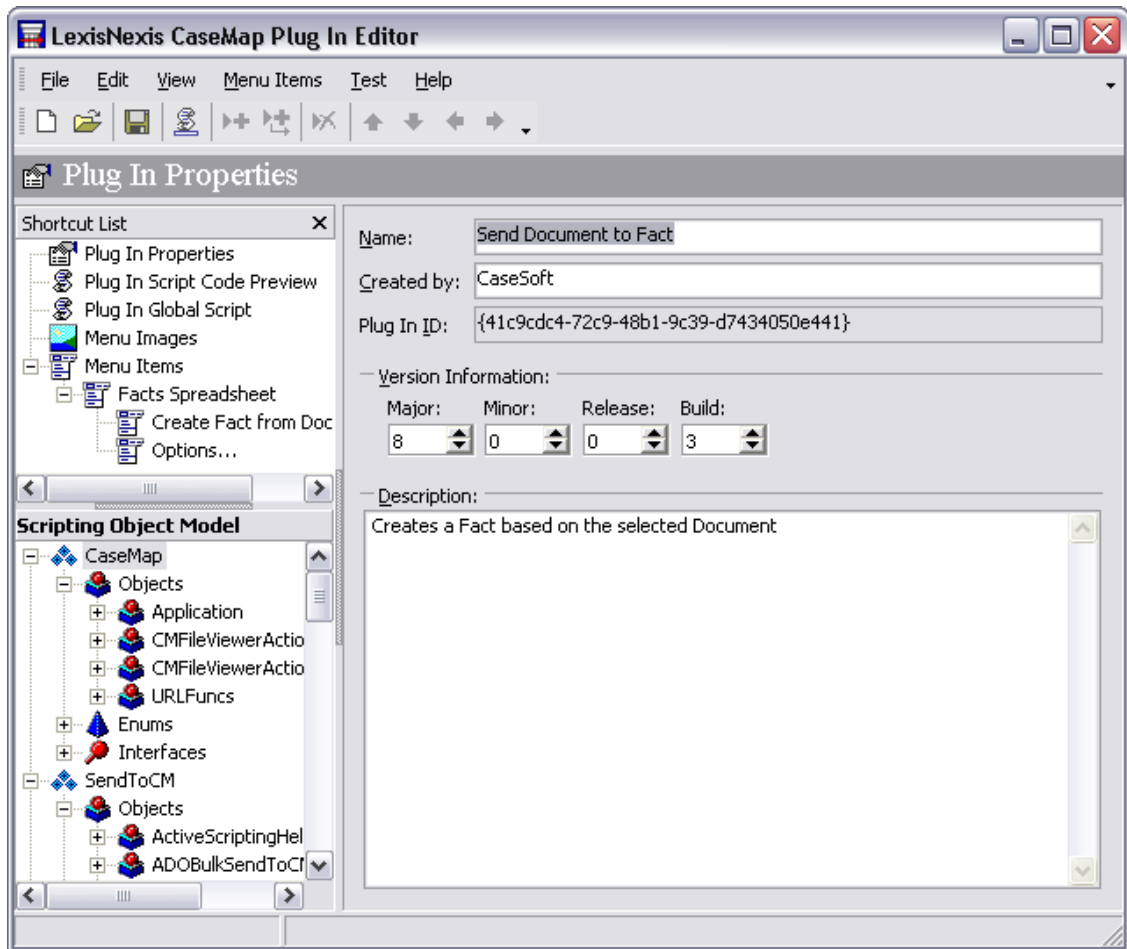 LexisNexis CaseMap Plug In Editor
File Edit View Menu Items Test Help
Plug In Properties
Shortcut List
Plug In Properties
Plug In Script Code Preview
Plug In Global Script
Menu Images
Menu Items
Facts Spreadsheet
Create Fact from Doc
Options...
Scripting Object Model
CaseMap
Objects
Application
CMFileViewerActio
CMFileViewerActio
URLFuncs
Enums
Interfaces
SendToCM
Objects
ActiveScriptingHel
ADOBulkSendToCM
Name: Send Document to Fact
Created by: CaseSoft
Plug In ID: {41c9cdc4-72c9-48b1-9c39-d7434050e441}
Version Information:
Major: Minor: Release: Build:
8 0 0 3
Description:
Creates a Fact based on the selected Document